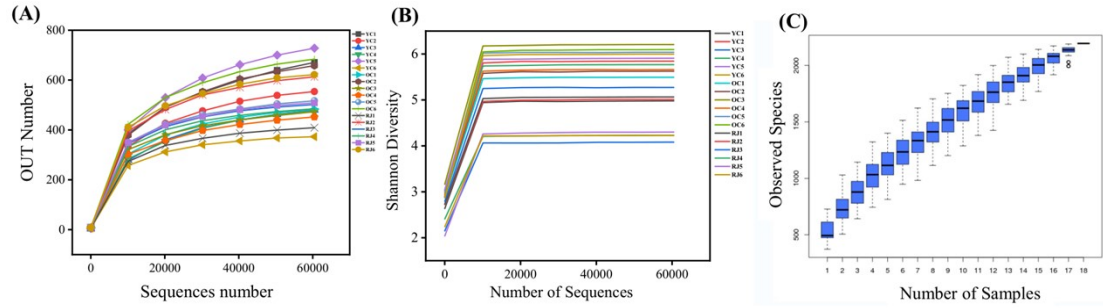 (A)
800
600
400
200
0
OUT Number
0 20000 40000 60000
Sequences number
YC1
YC2
YC3
YC4
YC5
YC6
OC1
OC2
OC3
OC4
OC5
OC6
RJ1
RJ2
RJ3
RJ4
RJ5
RJ6
(B)
6
5
4
3
2
Shannon Diversity
0 10000 20000 30000 40000 50000 60000
Number of Sequences
YC1
YC2
YC3
YC4
YC5
YC6
OC1
OC2
OC3
OC4
OC5
OC6
RJ1
RJ2
RJ3
RJ4
RJ5
RJ6
(C)
2000
1500
1000
500
Observed Species
1 2 3 4 5 6 7 8 9 10 11 12 13 14 15 16 17 18
Number of Samples